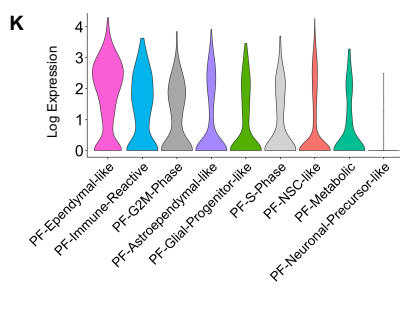 K
Log Expression
4
3
2
1
0
PF-Ependymal-like
PF-Immune-Reactive
PF-G2M-Phase
PF-Astroependymal-like
PF-Glial-Progenitor-like
PF-S-Phase
PF-NSC-like
PF-Metabolic
PF-Neuronal-Precursor-like